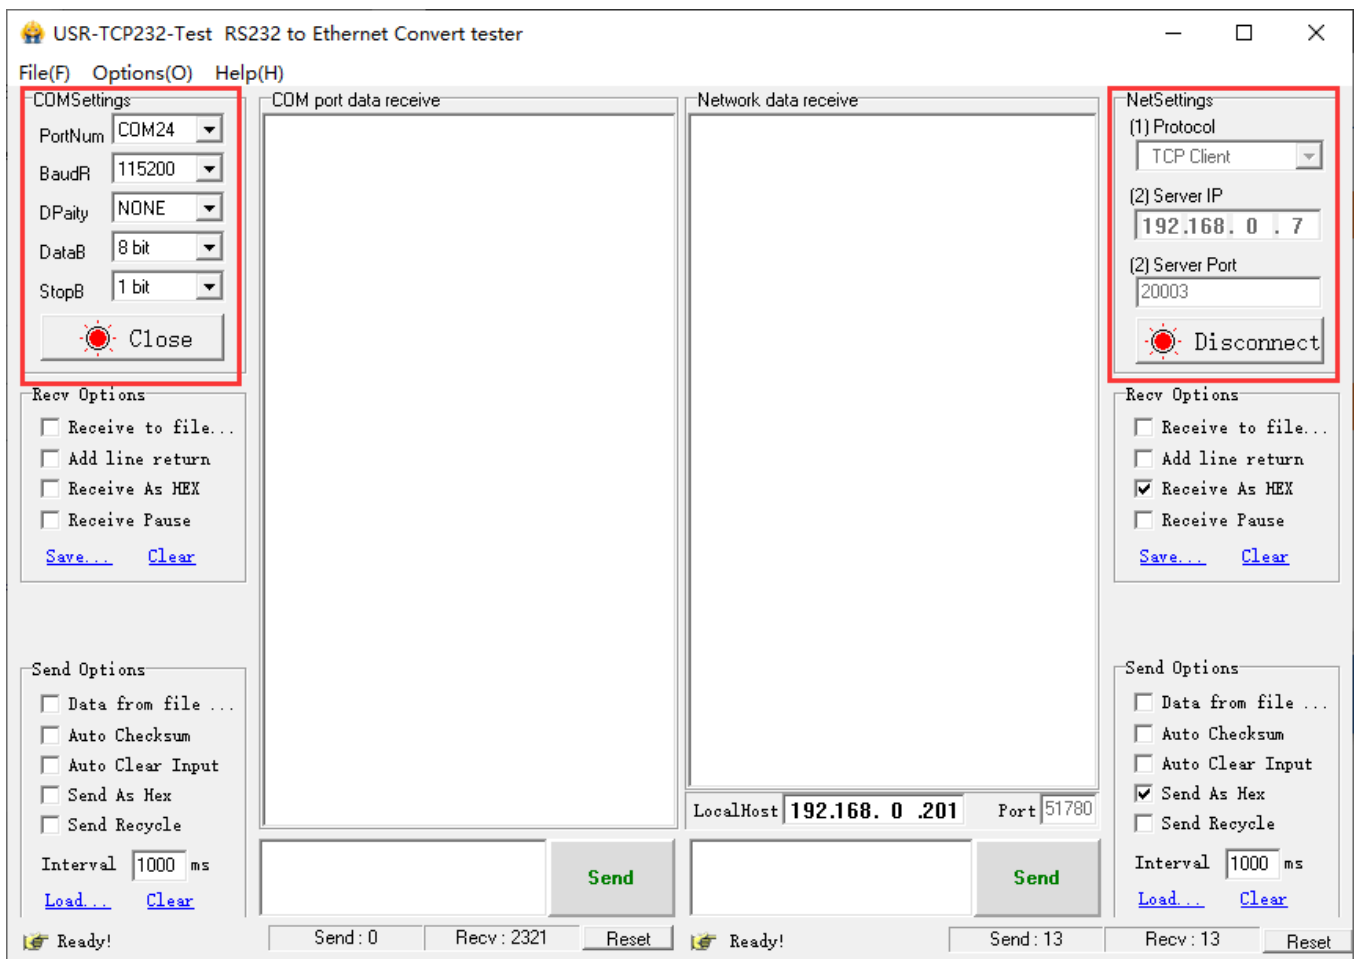 USR-TCP232-Test  RS232 to Ethernet Convert tester
File(F)  Options(O)  Help(H)
COMSettings
PortNum COM24
BaudR 115200
DPaity NONE
DataB 8 bit
StopB 1 bit
Close
Recv Options
Receive to file...
Add line return
Receive As HEX
Receive Pause
Save...  Clear
Send Options
Data from file ...
Auto Checksum
Auto Clear Input
Send As Hex
Send Recycle
Interval 1000 ms
Load...  Clear
COM port data receive
Send
Ready!
Send : 0
Recv : 2321
Reset
Network data receive
LocalHost 192.168. 0 .201 Port 51780
Send
Ready!
Send : 13
NetSettings
(1) Protocol
TCP Client
(2) Server IP
192.168. 0 . 7
(2) Server Port
20003
Disconnect
Recv Options
Receive to file...
Add line return
Receive As HEX
Receive Pause
Save...  Clear
Send Options
Data from file ...
Auto Checksum
Auto Clear Input
Send As Hex
Send Recycle
Interval 1000 ms
Load...  Clear
Recv : 13
Reset